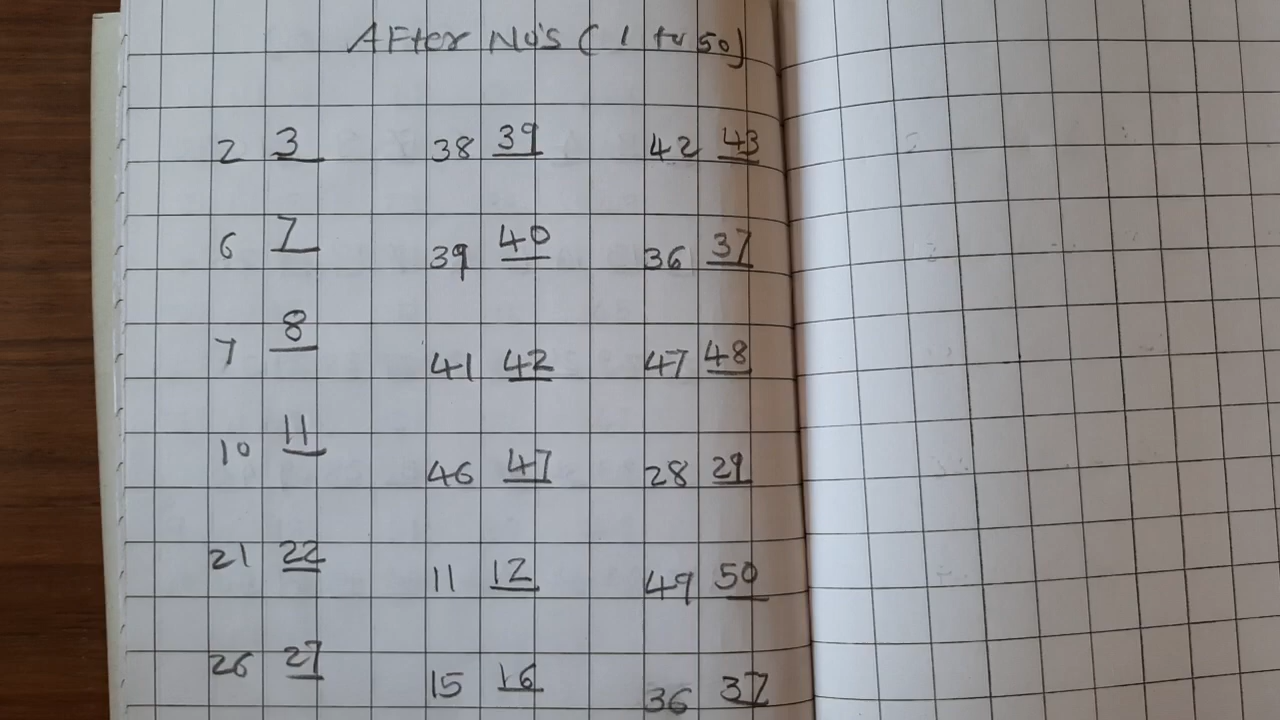 After No's ( 1 to 50)
2 3 38 39 42 43
6 7 39 40 36 37
7 8 41 42 47 48
10 11 46 47 28 29
21 22 11 12 49 50
26 27 15 16 36 37